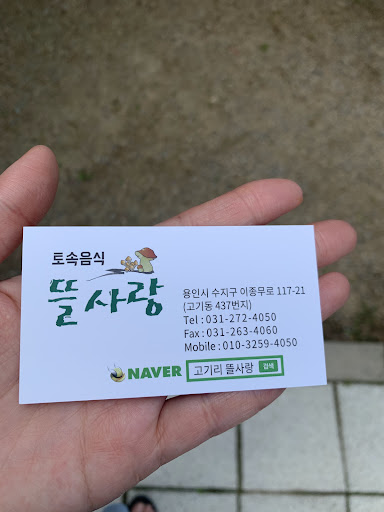 토속음식
뜰사랑
용인시 수지구 이종무로 117-21
(고기동 437번지)
Tel : 031-272-4050
Fax : 031-263-4060
Mobile : 010-3259-4050
NAVER 고기리 뜰사랑 검색